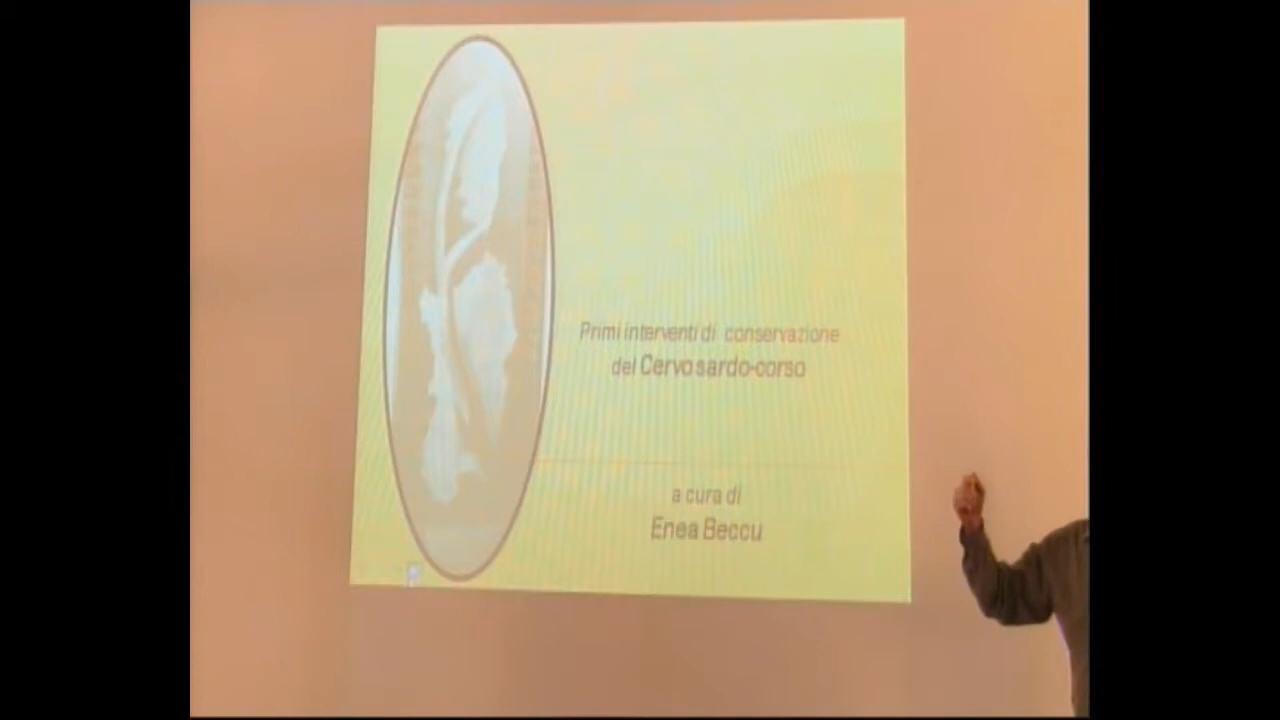 Primi interventi di conservazione
del Cervo sardo-corso
a cura di
Enea Beccu